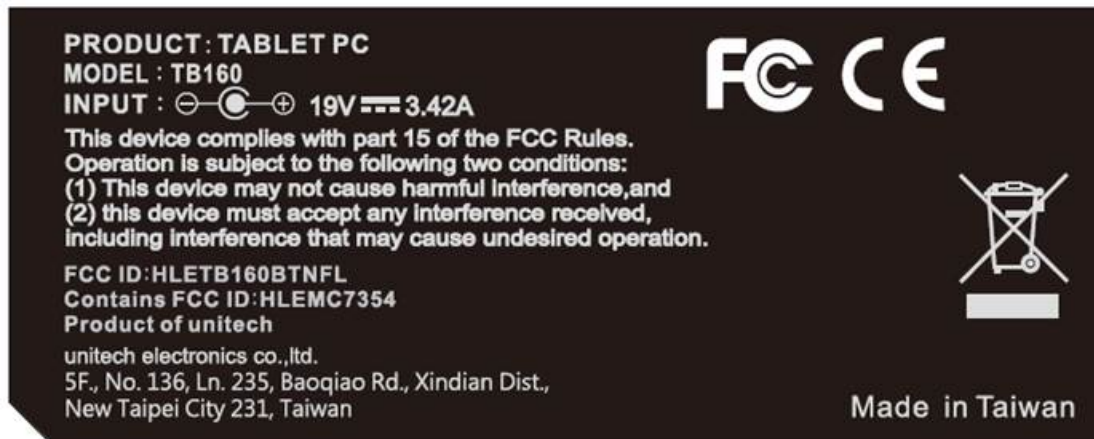 PRODUCT: TABLET PC
MODEL : TB160
INPUT : 19V 3.42A
This device complies with part 15 of the FCC Rules.
Operation is subject to the following two conditions:
(1) This device may not cause harmful interference,and
(2) this device must accept any interference received,
including interference that may cause undesired operation.
FCC ID:HLETB160BTNFL
Contains FCC ID:HLEMC7354
Product of unitech
unitech electronics co.,ltd.
5F., No. 136, Ln. 235, Baoqiao Rd., Xindian Dist.,
New Taipei City 231, Taiwan
FC CE
Made in Taiwan